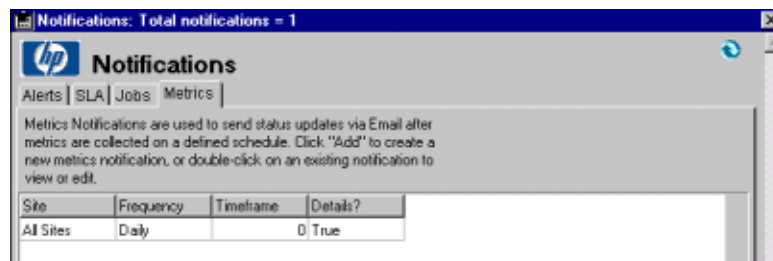 Notifications: Total notifications = 1
hp Notifications
Alerts SLA Jobs Metrics
Metrics Notifications are used to send status updates via Email after
metrics are collected on a defined schedule. Click "Add" to create a
new metrics notification, or double-click on an existing notification to
view or edit.
Site Frequency Timeframe Details?
All Sites Daily 0 True